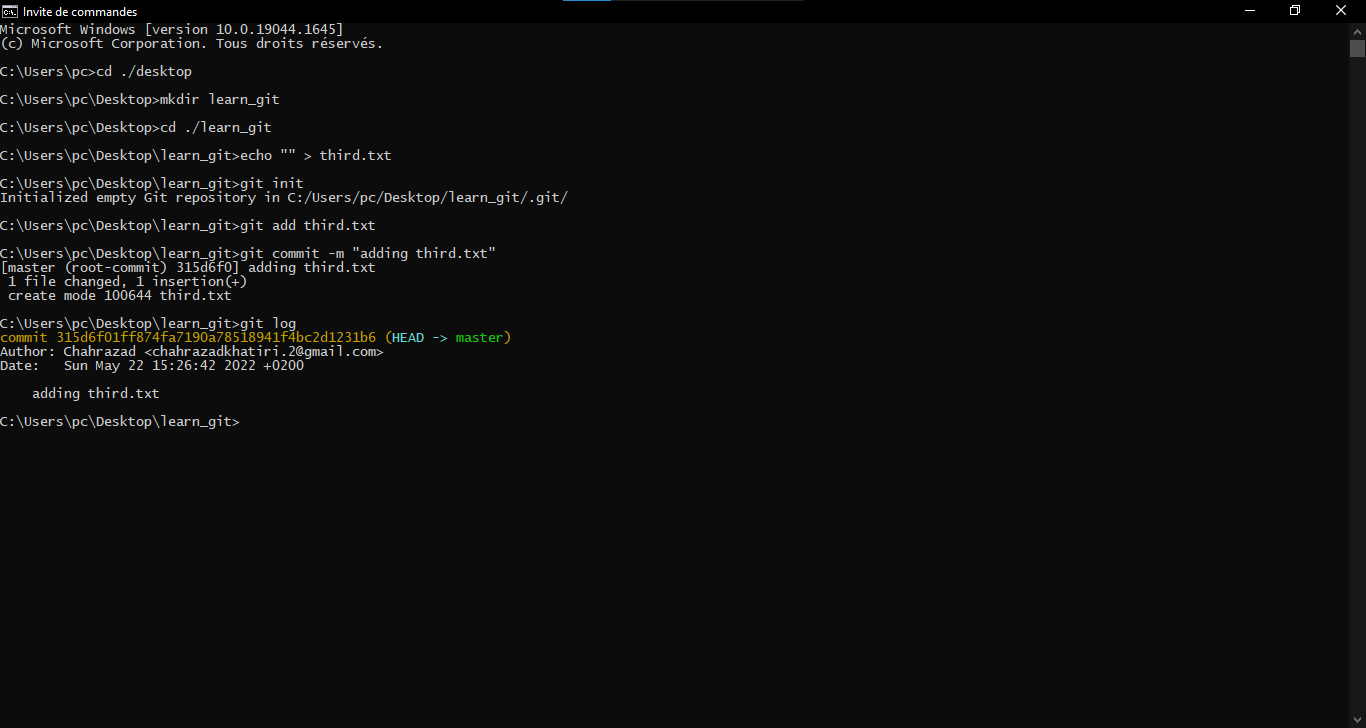 Invite de commandes
Microsoft Windows [version 10.0.19044.1645]
(c) Microsoft Corporation. Tous droits réservés.
C:\Users\pc>cd ./desktop
C:\Users\pc\Desktop>mkdir learn_git
C:\Users\pc\Desktop>cd ./learn_git
C:\Users\pc\Desktop\learn_git>echo "" > third.txt
C:\Users\pc\Desktop\learn_git>git init
Initialized empty Git repository in C:/Users/pc/Desktop/learn_git/.git/
C:\Users\pc\Desktop\learn_git>git add third.txt
C:\Users\pc\Desktop\learn_git>git commit -m "adding third.txt"
[master (root-commit) 315d6f0] adding third.txt
 1 file changed, 1 insertion(+)
 create mode 100644 third.txt
C:\Users\pc\Desktop\learn_git>git log
commit 315d6f01ff874fa7190a78518941f4bc2d1231b6 (HEAD -> master)
Author: Chahrazad <chahrazadkhatiri.2@gmail.com>
Date:   Sun May 22 15:26:42 2022 +0200
    adding third.txt
C:\Users\pc\Desktop\learn_git>